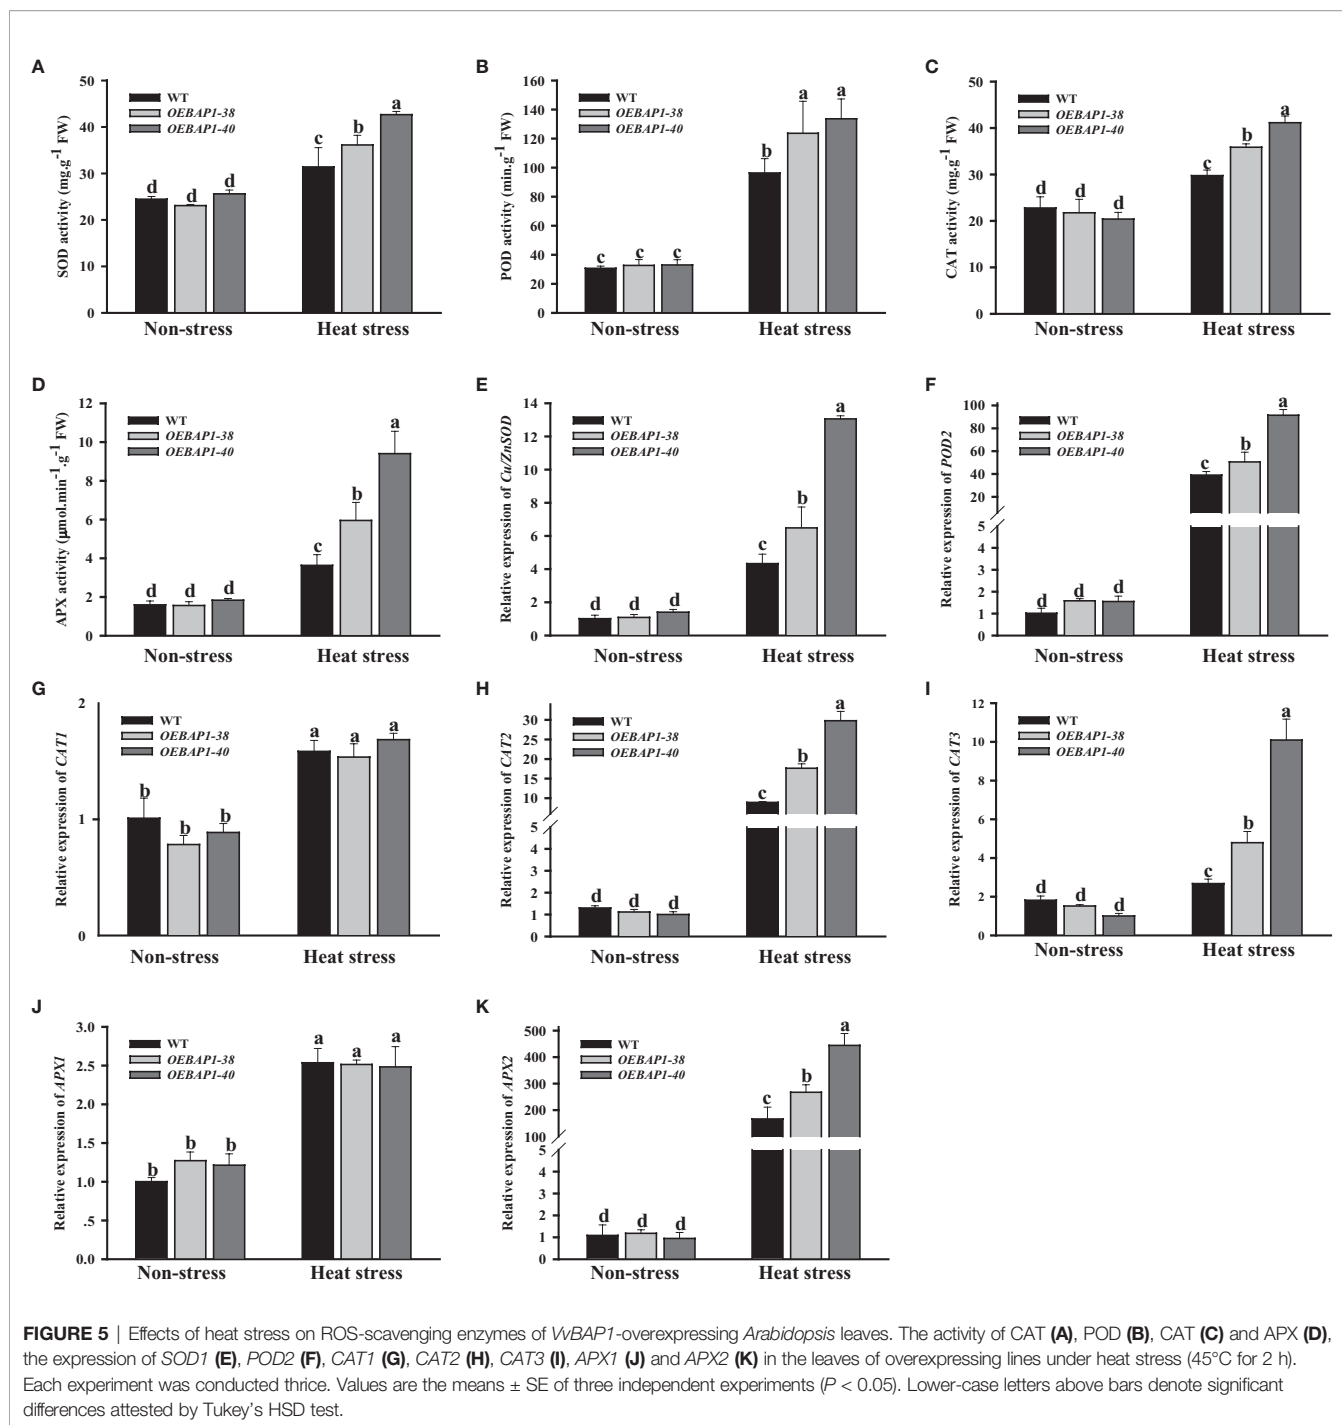 A
SOD activity (mg.g-1 FW)
50
40
30
20
10
0
WT
OEBAP1-38
OEBAP1-40
d
d
d
c
b
a
Non-stress
Heat stress
B
POD activity (min.g-1 FW)
160
140
120
100
80
60
40
20
0
WT
OEBAP1-38
OEBAP1-40
c
c
c
b
a
a
Non-stress
Heat stress
C
CAT activity (mg.g-1 FW)
50
40
30
20
10
0
WT
OEBAP1-38
OEBAP1-40
d
d
d
c
b
a
Non-stress
Heat stress
D
APX activity (μmol.min-1.g-1 FW)
12
10
8
6
4
2
0
WT
OEBAP1-38
OEBAP1-40
d
d
d
c
b
a
Non-stress
Heat stress
E
Relative expression of Cu/ZnSOD
14
12
10
8
6
4
2
0
WT
OEBAP1-38
OEBAP1-40
d
d
d
c
b
a
Non-stress
Heat stress
F
Relative expression of POD2
100
80
60
40
20
5
4
3
2
1
0
WT
OEBAP1-38
OEBAP1-40
d
d
d
c
b
a
Non-stress
Heat stress
G
Relative expression of CAT1
2
1
0
WT
OEBAP1-38
OEBAP1-40
b
b
b
a
a
a
Non-stress
Heat stress
H
Relative expression of CAT2
30
25
20
15
10
5
4
3
2
1
0
WT
OEBAP1-38
OEBAP1-40
d
d
d
c
b
a
Non-stress
Heat stress
I
Relative expression of CAT3
12
10
8
6
4
2
0
WT
OEBAP1-38
OEBAP1-40
d
d
d
c
b
a
Non-stress
Heat stress
J
Relative expression of APX1
3.0
2.5
2.0
1.5
1.0
.5
0.0
WT
OEBAP1-38
OEBAP1-40
b
b
b
a
a
a
Non-stress
Heat stress
K
Relative expression of APX2
500
400
300
200
100
5
4
3
2
1
0
WT
OEBAP1-38
OEBAP1-40
d
d
d
c
b
a
Non-stress
Heat stress
FIGURE 5 | Effects of heat stress on ROS-scavenging enzymes of VvBAP1-overexpressing Arabidopsis leaves. The activity of CAT (A), POD (B), CAT (C) and APX (D),
the expression of SOD1 (E), POD2 (F), CAT1 (G), CAT2 (H), CAT3 (I), APX1 (J) and APX2 (K) in the leaves of overexpressing lines under heat stress (45°C for 2 h).
Each experiment was conducted thrice. Values are the means ± SE of three independent experiments (P < 0.05). Lower-case letters above bars denote significant
differences attested by Tukey's HSD test.